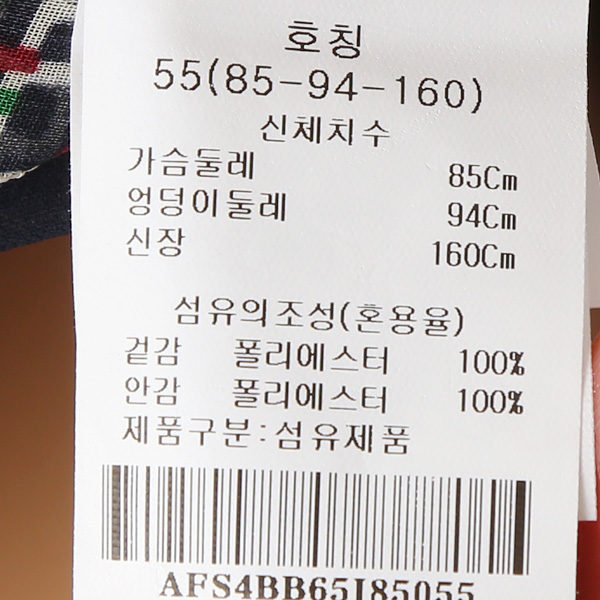 호칭
55(85-94-160)
신체치수
가슴둘레 85Cm
엉덩이둘레 94Cm
신장 160Cm
섬유의조성(혼용율)
겉감 폴리에스터 100%
안감 폴리에스터 100%
제품구분:섬유제품
AFS4BB65I85055